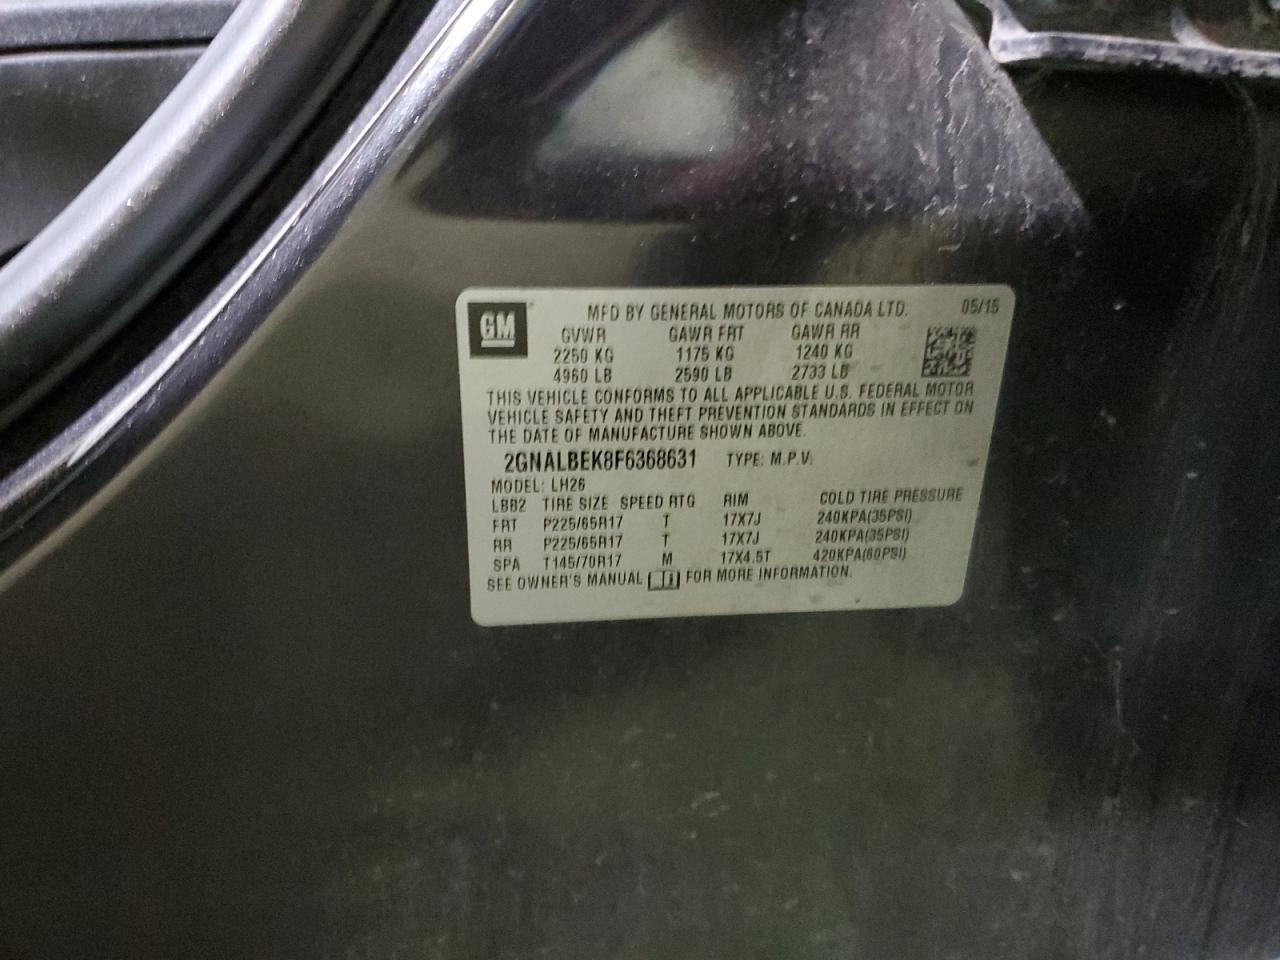 GM MFD BY GENERAL MOTORS OF CANADA LTD. 05/15
GVWR GAWR FRT GAWR RR
2250 KG 1175 KG 1240 KG
4960 LB 2590 LB 2733 LB
THIS VEHICLE CONFORMS TO ALL APPLICABLE U.S. FEDERAL MOTOR
VEHICLE SAFETY AND THEFT PREVENTION STANDARDS IN EFFECT ON
THE DATE OF MANUFACTURE SHOWN ABOVE.
2GNALBEK8F6368631 TYPE: M.P.V.
MODEL: LH26
LBB2 TIRE SIZE SPEED RTG RIM COLD TIRE PRESSURE
FRT P225/65R17 T 17X7J 240KPA(35PSI)
RR P225/65R17 T 17X7J 240KPA(35PSI)
SPA T145/70R17 M 17X4.5T 420KPA(60PSI)
SEE OWNER'S MANUAL FOR MORE INFORMATION.